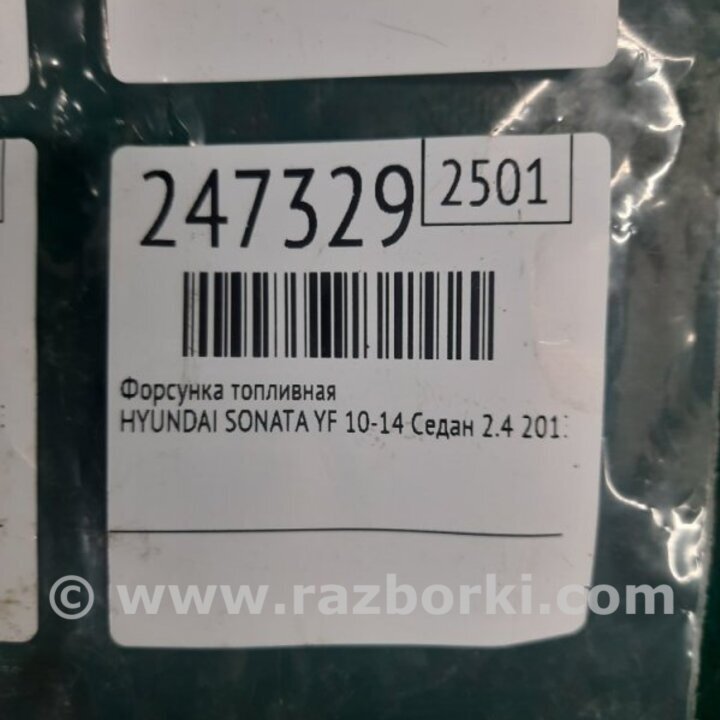 247329 2501
Форсунка топливная
HYUNDAI SONATA YF 10-14 Седан 2.4
© www.razborki.com